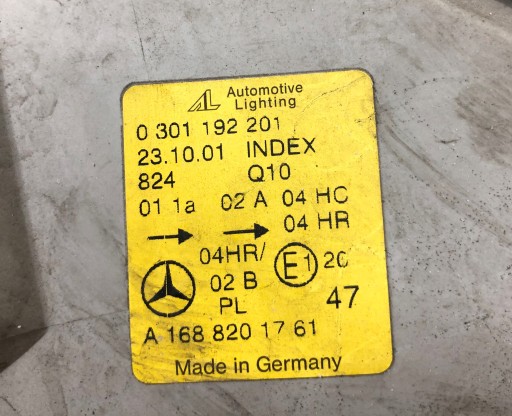 AL Automotive
Lighting
0 301 192 201
23.10.01 INDEX
824 Q10
01 1a 02 A 04 HC
04 HR
04HR/
02 B
PL
E1
47
A 168 820 17 61
Made in Germany